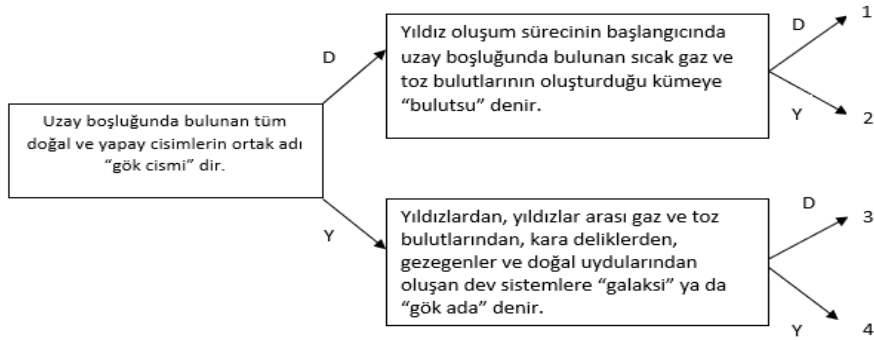 Uzay boşluğunda bulunan tüm
doğal ve yapay cisimlerin ortak adı
“gök cismi” dir.
D
Yıldız oluşum sürecinin başlangıcında
uzay boşluğunda bulunan sıcak gaz ve
toz bulutlarının oluşturduğu kümeye
“bulutsu” denir.
D
1
Y
2
Y
Yıldızlardan, yıldızlar arası gaz ve toz
bulutlarından, kara deliklerden,
gezegenler ve doğal uydularından
oluşan dev sistemlere “galaksi” ya da
“gök ada” denir.
D
3
Y
4